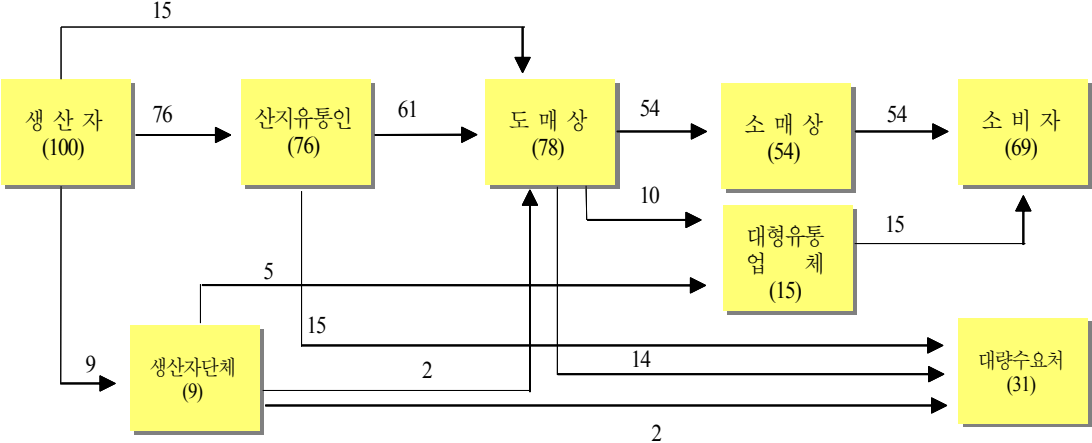 15
생 산 자
(100)
76
산지유통인
(76)
61
도 매 상
(78)
54
소 매 상
(54)
54
소 비 자
(69)
10
대형유통
업 체
(15)
15
5
15
9
생산자단체
(9)
2
14
대량수요처
(31)
2